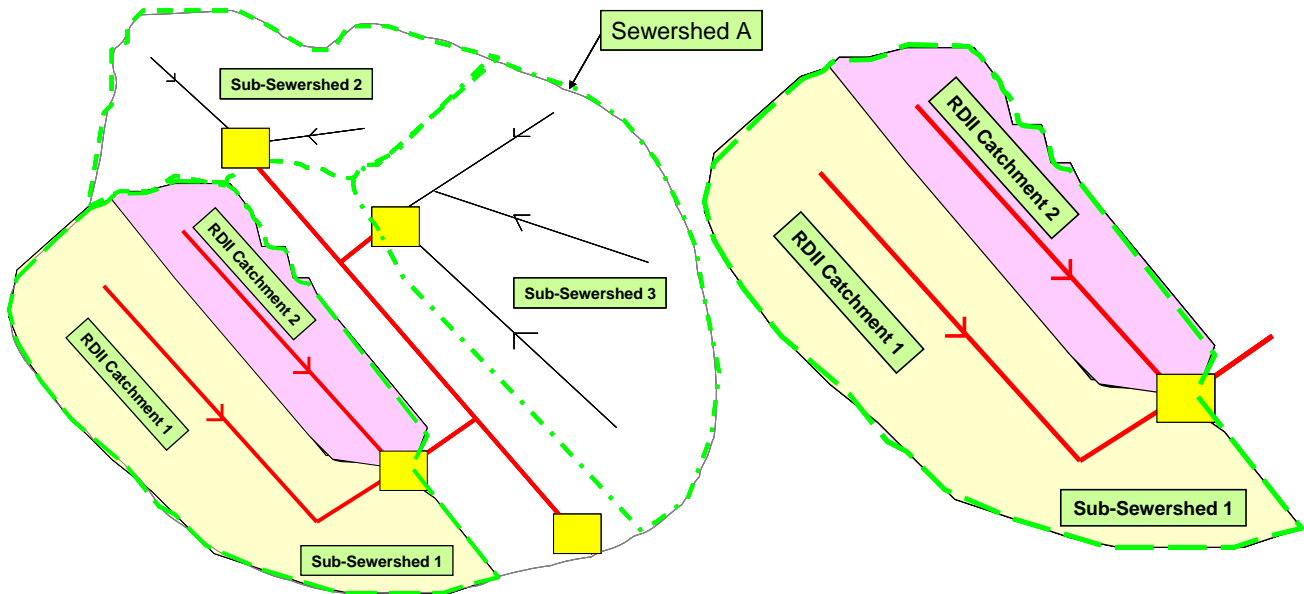 Sewershed A
Sub-Sewershed 2
RDII Catchment 2
Sub-Sewershed 3
RDII Catchment 1
Sub-Sewershed 1
RDII Catchment 2
RDII Catchment 1
Sub-Sewershed 1